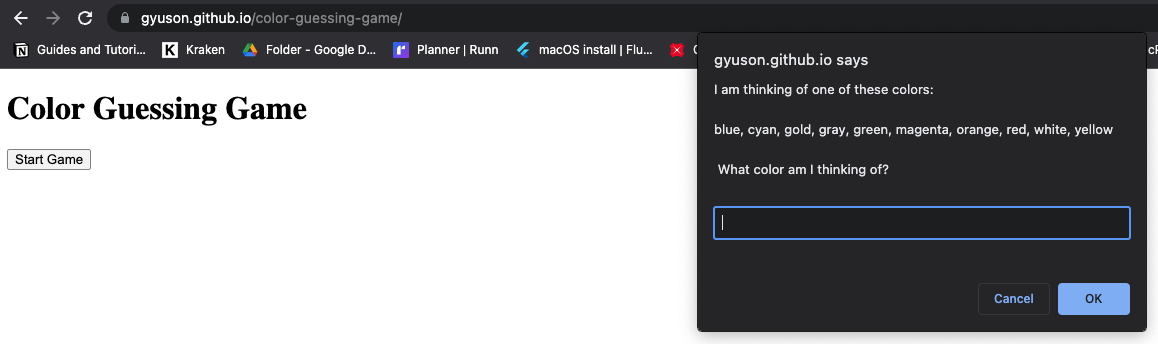 gyuson.github.io/color-guessing-game/
Guides and Tutori... Kraken Folder - Google D... Planner | Runn macOS install | Flu...
gyuson.github.io says
I am thinking of one of these colors:
blue, cyan, gold, gray, green, magenta, orange, red, white, yellow
What color am I thinking of?
Cancel OK
Color Guessing Game
Start Game